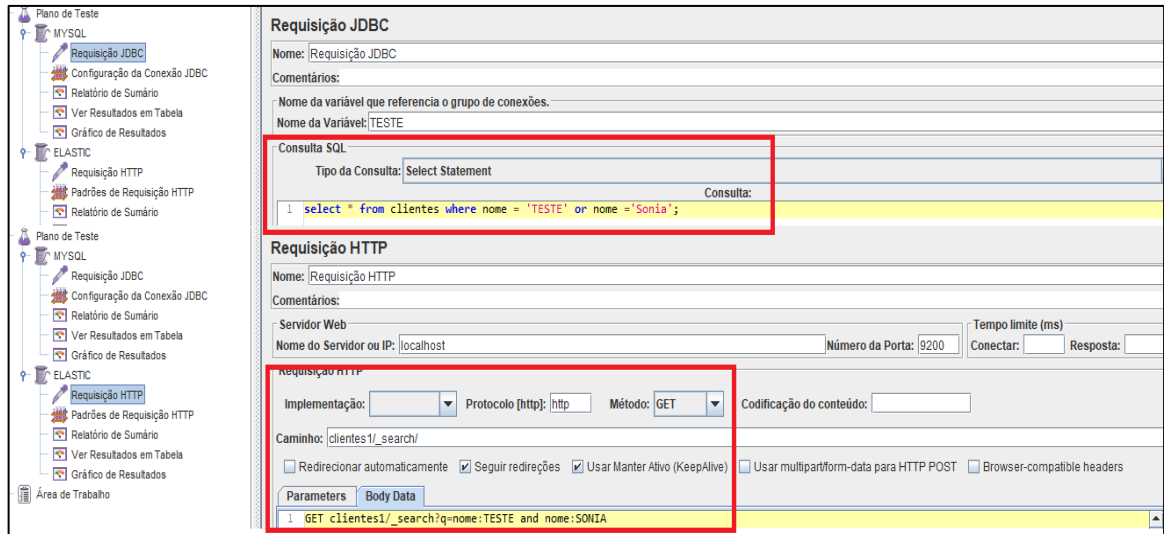 Plano de Teste
MYSQL
Requisição JDBC
Configuração da Conexão JDBC
Relatório de Sumário
Ver Resultados em Tabela
Gráfico de Resultados
ELASTIC
Requisição HTTP
Padrões de Requisição HTTP
Relatório de Sumário
Requisição JDBC
Nome: Requisição JDBC
Comentários:
Nome da variável que referencia o grupo de conexões.
Nome da Variável: TESTE
Consulta SQL
Tipo da Consulta: Select Statement
Consulta:
1 select * from clientes where nome = 'TESTE' or nome ='Sonia';
Plano de Teste
MYSQL
Requisição JDBC
Configuração da Conexão JDBC
Relatório de Sumário
Ver Resultados em Tabela
Gráfico de Resultados
ELASTIC
Requisição HTTP
Padrões de Requisição HTTP
Relatório de Sumário
Ver Resultados em Tabela
Gráfico de Resultados
Área de Trabalho
Requisição HTTP
Nome: Requisição HTTP
Comentários:
Servidor Web
Nome do Servidor ou IP: localhost
Número da Porta: 9200
Tempo limite (ms)
Conectar:
Resposta:
Requisição HTTP
Implementação:
Protocolo [http]: http
Método: GET
Codificação do conteúdo:
Caminho: clientes1/_search/
Redirecionar automaticamente
Seguir redireções
Usar Manter Ativo (KeepAlive)
Usar multipart/form-data para HTTP POST
Browser-compatible headers
Parameters
Body Data
1 GET clientes1/_search?q=nome:TESTE and nome:SONIA